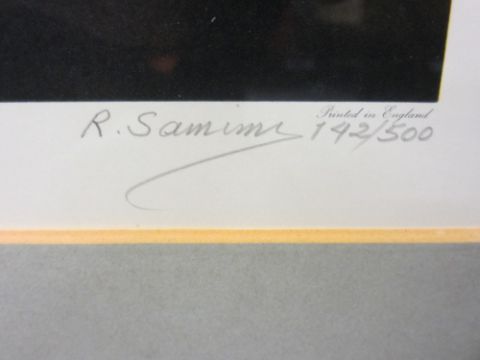 Printed in England
R. Samimi 142/500